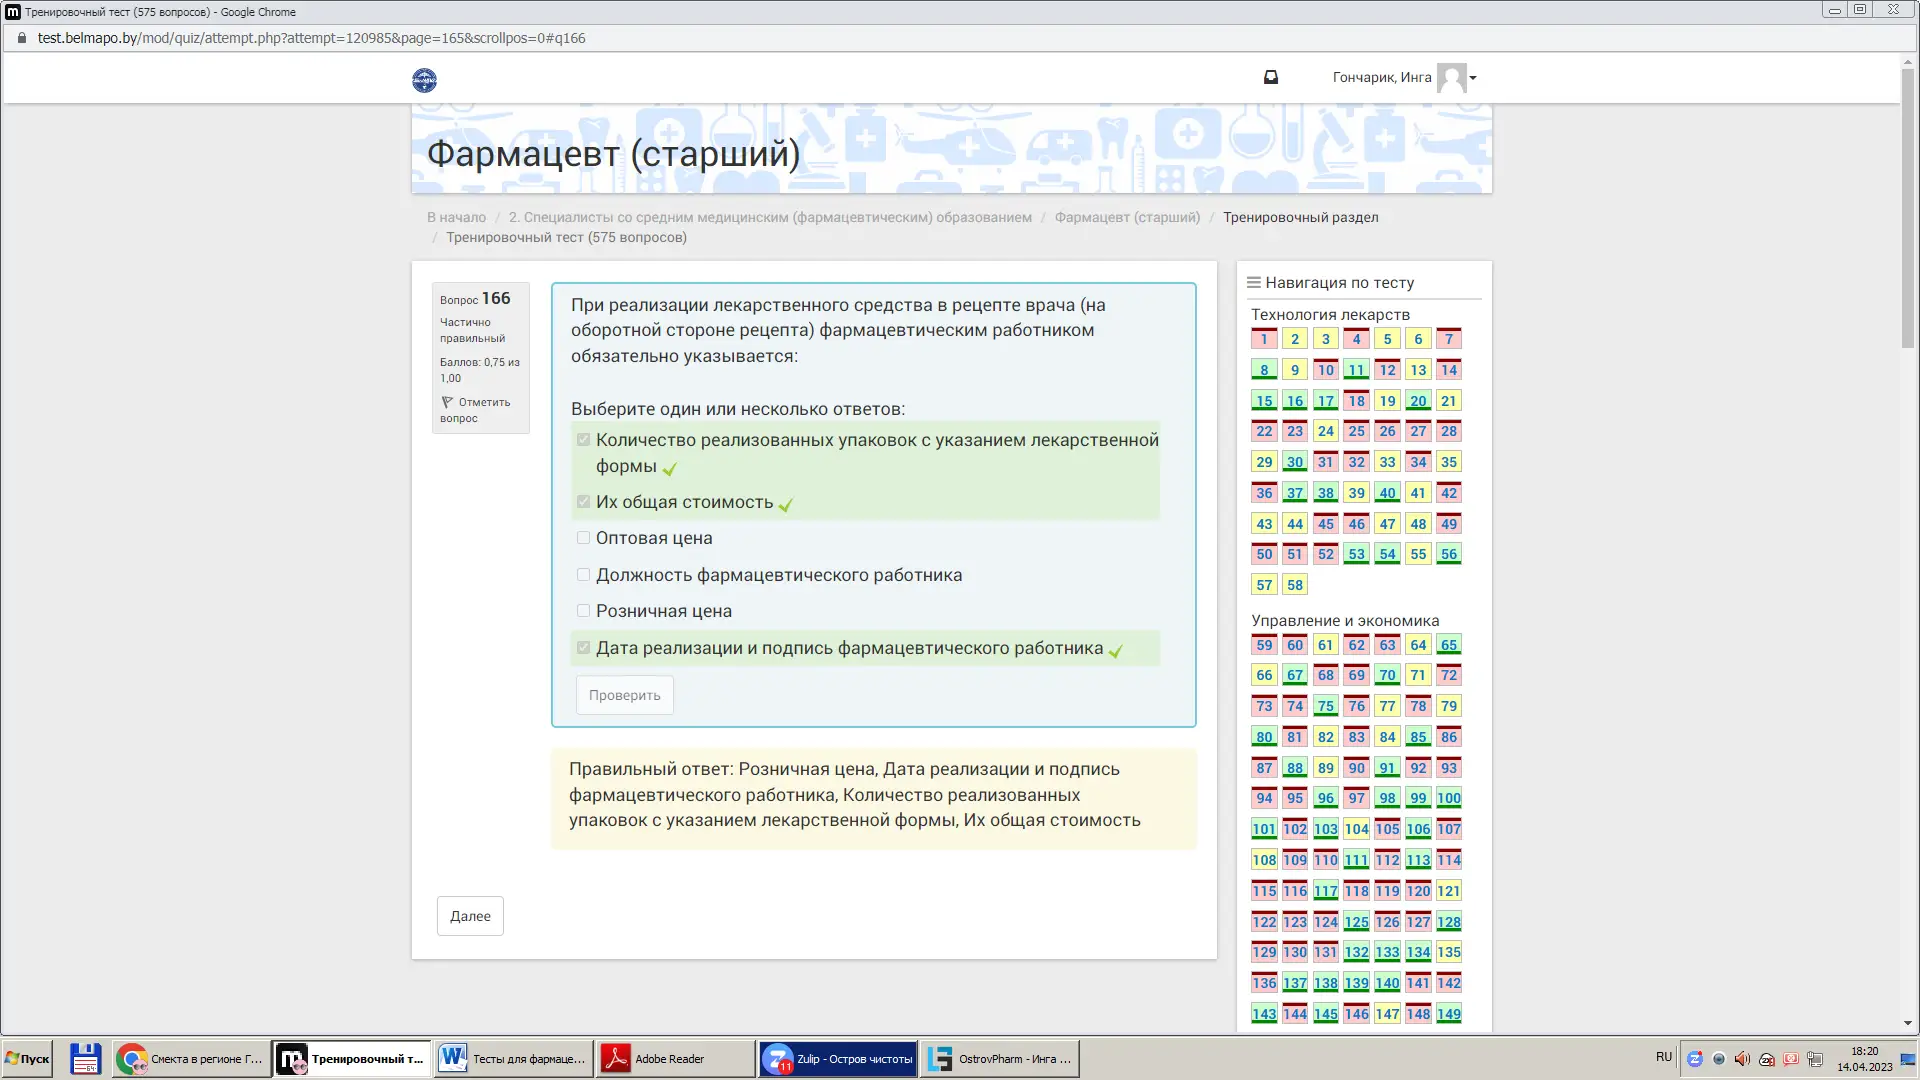 Тренировочный тест (575 вопросов) - Google Chrome
test.belmapo.by/mod/quiz/attempt.php?attempt=120985&page=165&scrollpos=0#q166
Гончарик, Инга
Фармацевт (старший)
В начало / 2. Специалисты со средним медицинским (фармацевтическим) образованием / Фармацевт (старший) / Тренировочный раздел
/ Тренировочный тест (575 вопросов)
Вопрос 166
Частично
правильный
Баллов: 0,75 из
1,00
Отметить
вопрос
При реализации лекарственного средства в рецепте врача (на
оборотной стороне рецепта) фармацевтическим работником
обязательно указывается:
Выберите один или несколько ответов:
Количество реализованных упаковок с указанием лекарственной
формы
Их общая стоимость
Оптовая цена
Должность фармацевтического работника
Розничная цена
Дата реализации и подпись фармацевтического работника
Проверить
Правильный ответ: Розничная цена, Дата реализации и подпись
фармацевтического работника, Количество реализованных
упаковок с указанием лекарственной формы, Их общая стоимость
Далее
Навигация по тесту
Технология лекарств
1 2 3 4 5 6 7
8 9 10 11 12 13 14
15 16 17 18 19 20 21
22 23 24 25 26 27 28
29 30 31 32 33 34 35
36 37 38 39 40 41 42
43 44 45 46 47 48 49
50 51 52 53 54 55 56
57 58
Управление и экономика
59 60 61 62 63 64 65
66 67 68 69 70 71 72
73 74 75 76 77 78 79
80 81 82 83 84 85 86
87 88 89 90 91 92 93
94 95 96 97 98 99 100
101 102 103 104 105 106 107
108 109 110 111 112 113 114
115 116 117 118 119 120 121
122 123 124 125 126 127 128
129 130 131 132 133 134 135
136 137 138 139 140 141 142
143 144 145 146 147 148 149
Пуск
Смекта в регионе Г...
Тренировочный т...
Тесты для фармаце...
Adobe Reader
Zulip - Остров чистоты
11
OstrovPharm - Инга ...
RU
18:20
14.04.2023